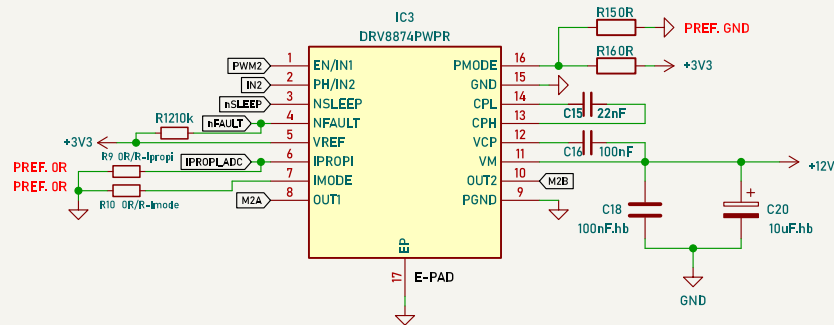 IC3
DRV8874PWPR
R150R
PREF. GND
PWM2 1 EN/IN1 PMODE 16 R160R +3V3
IN2 2 PH/IN2 GND 15
nSLEEP 3 NSLEEP CPL 14 C15 22nF
R1210k nFAULT 4 NFAULT CPH 13
+3V3 5 VREF VCP 12 C16 100nF
R9 0R/R-Ipropi
PREF. 0R IPROPI_ADC 6 IPROPI VM 11 +12V
PREF. 0R 7 IMODE OUT2 10 M2B
R10 0R/R-Imode M2A 8 OUT1 PGND 9
C18 100nF.hb
+ C20 10uF.hb
EP
17 E-PAD
GND